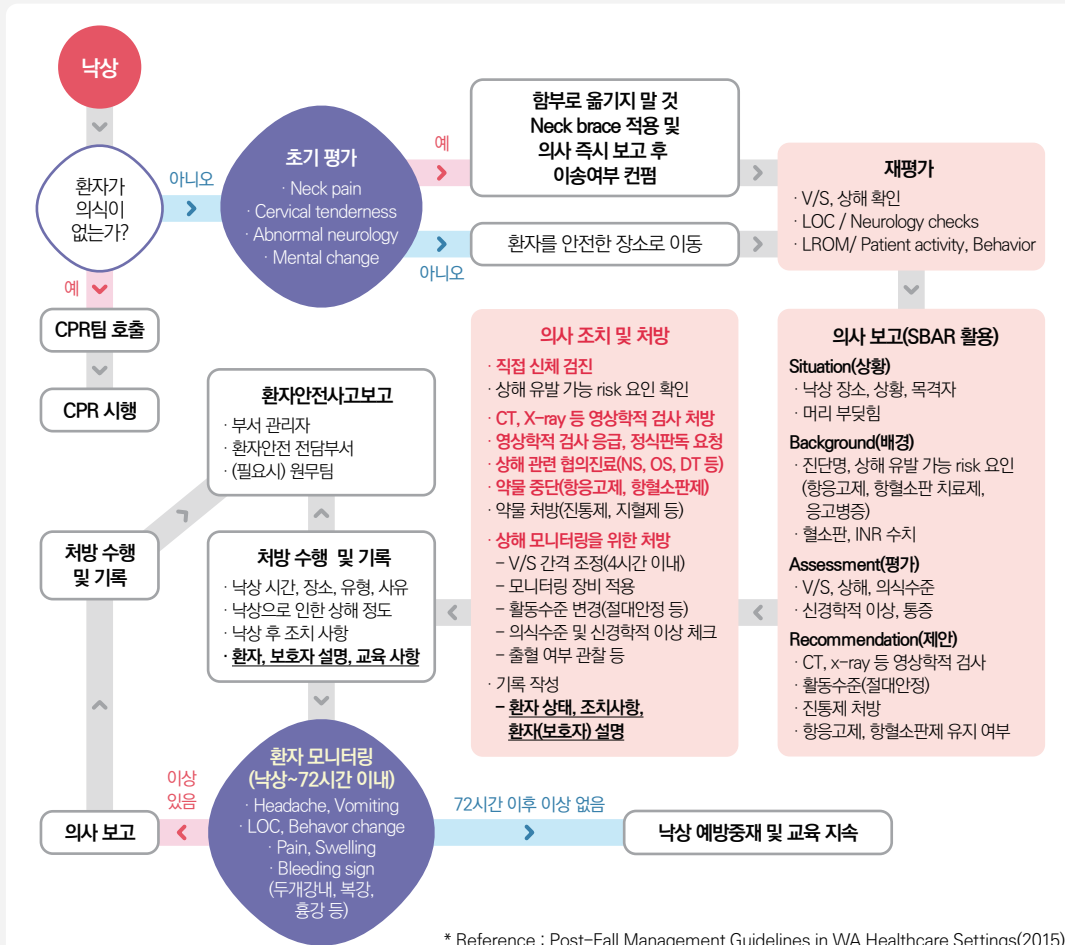 낙상
환자가
의식이
없는가?
아니오
예
CPR팀 호출
CPR 시행
초기 평가
· Neck pain
· Cervical tenderness
· Abnormal neurology
· Mental change
예
아니오
함부로 옮기지 말 것
Neck brace 적용 및
의사 즉시 보고 후
이송여부 컨펌
환자를 안전한 장소로 이동
재평가
· V/S, 상해 확인
· LOC / Neurology checks
· LROM/ Patient activity, Behavior
의사 보고(SBAR 활용)
Situation(상황)
· 낙상 장소, 상황, 목격자
· 머리 부딪힘
Background(배경)
· 진단명, 상해 유발 가능 risk 요인
(항응고제, 항혈소판 치료제,
응고병증)
· 혈소판, INR 수치
Assessment(평가)
· V/S, 상해, 의식수준
· 신경학적 이상, 통증
Recommendation(제안)
· CT, x-ray 등 영상학적 검사
· 활동수준(절대안정)
· 진통제 처방
· 항응고제, 항혈소판제 유지 여부
의사 조치 및 처방
· 직접 신체 검진
· 상해 유발 가능 risk 요인 확인
· CT, X-ray 등 영상학적 검사 처방
· 영상학적 검사 응급, 정식판독 요청
· 상해 관련 협의진료(NS, OS, DT 등)
· 약물 중단(항응고제, 항혈소판제)
· 약물 처방(진통제, 지혈제 등)
· 상해 모니터링을 위한 처방
- V/S 간격 조정(4시간 이내)
- 모니터링 장비 적용
- 활동수준 변경(절대안정 등)
- 의식수준 및 신경학적 이상 체크
- 출혈 여부 관찰 등
· 기록 작성
- 환자 상태, 조치사항,
환자(보호자) 설명
처방 수행 및 기록
· 낙상 시간, 장소, 유형, 사유
· 낙상으로 인한 상해 정도
· 낙상 후 조치 사항
· 환자, 보호자 설명, 교육 사항
환자안전사고보고
· 부서 관리자
· 환자안전 전담부서
· (필요시) 원무팀
처방 수행
및 기록
환자 모니터링
(낙상~72시간 이내)
· Headache, Vomiting
· LOC, Behavor change
· Pain, Swelling
· Bleeding sign
(두개강내, 복강,
흉강 등)
이상
있음
의사 보고
72시간 이후 이상 없음
낙상 예방중재 및 교육 지속
* Reference : Post-Fall Management Guidelines in WA Healthcare Settings(2015)